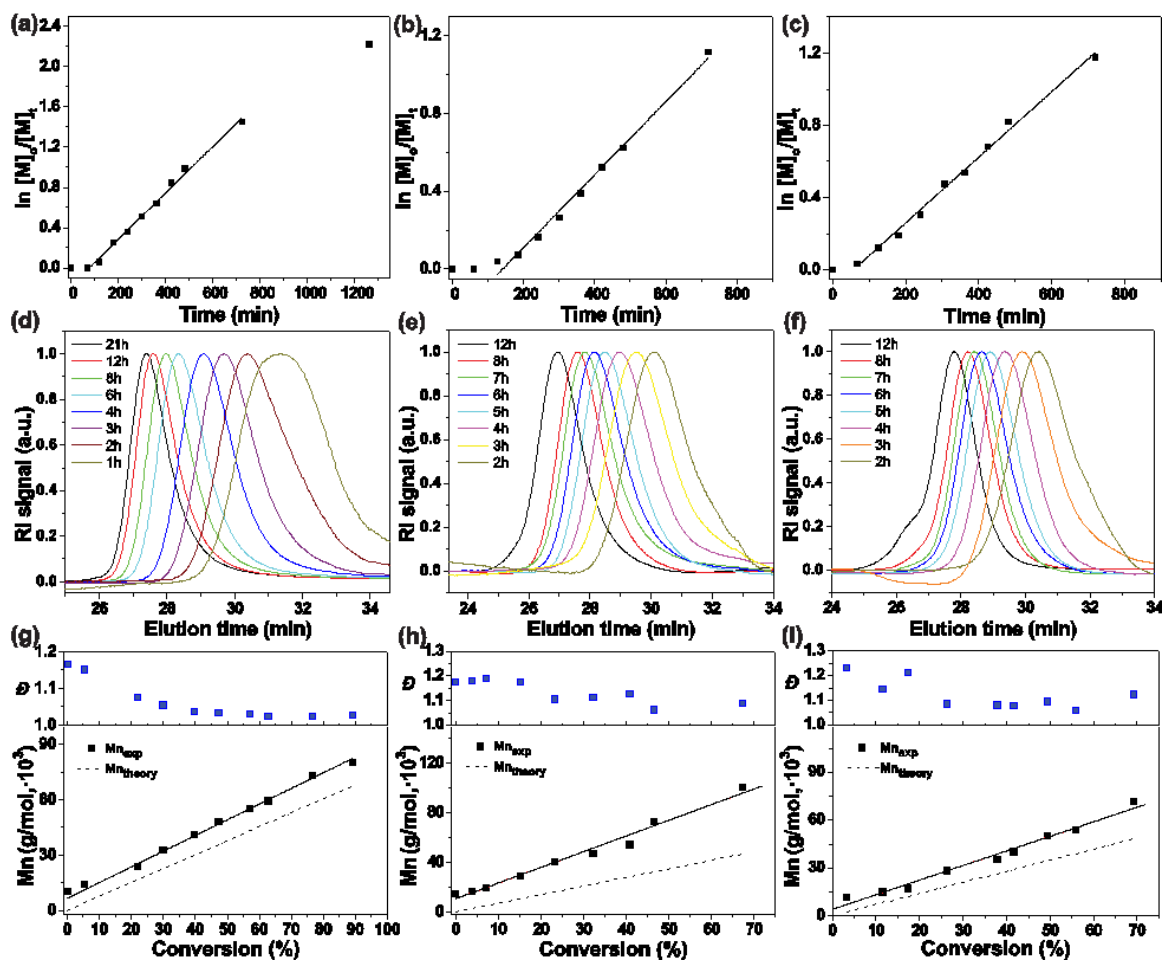 (a)
2.4
2.0
1.6
1.2
0.8
0.4
0.0
ln [M]₀/[M]ₜ
0 200 400 600 800 1000 1200
Time (min)
(b)
1.2
0.8
0.4
0.0
ln [M]₀/[M]ₜ
0 200 400 600 800
Time (min)
(c)
1.2
0.8
0.4
0.0
ln [M]₀/[M]ₜ
0 200 400 600 800
Time (min)
(d)
21h
12h
8h
6h
4h
3h
2h
1h
1.0
0.8
0.6
0.4
0.2
0.0
RI signal (a.u.)
26 28 30 32 34
Elution time (min)
(e)
12h
8h
7h
6h
5h
4h
3h
2h
1.0
0.8
0.6
0.4
0.2
0.0
RI signal (a.u.)
24 26 28 30 32 34
Elution time (min)
(f)
12h
8h
7h
6h
5h
4h
3h
2h
1.0
0.8
0.6
0.4
0.2
0.0
RI signal (a.u.)
24 26 28 30 32 34
Elution time (min)
(g)
1.2
1.1
1.0
Đ
90
60
30
0
Mn (g/mol, ·10³)
Mn_exp
Mn_theory
0 10 20 30 40 50 60 70 80 90 100
Conversion (%)
(h)
1.3
1.2
1.1
1.0
Đ
120
80
40
0
Mn (g/mol, ·10³)
Mn_exp
Mn_theory
0 10 20 30 40 50 60 70
Conversion (%)
(i)
1.3
1.2
1.1
1.0
Đ
90
60
30
0
Mn (g/mol, ·10³)
Mn_exp
Mn_theory
0 10 20 30 40 50 60 70
Conversion (%)